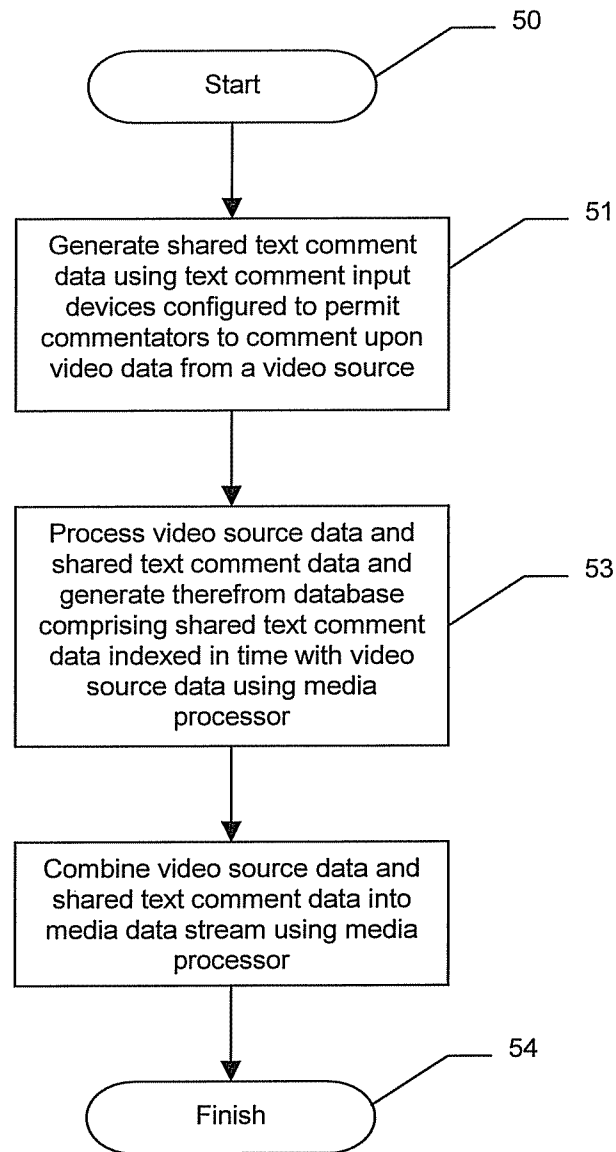 50
Start
51
Generate shared text comment
data using text comment input
devices configured to permit
commentators to comment upon
video data from a video source
Process video source data and
shared text comment data and
generate therefrom database
comprising shared text comment
data indexed in time with video
source data using media
processor
53
Combine video source data and
shared text comment data into
media data stream using media
processor
54
Finish